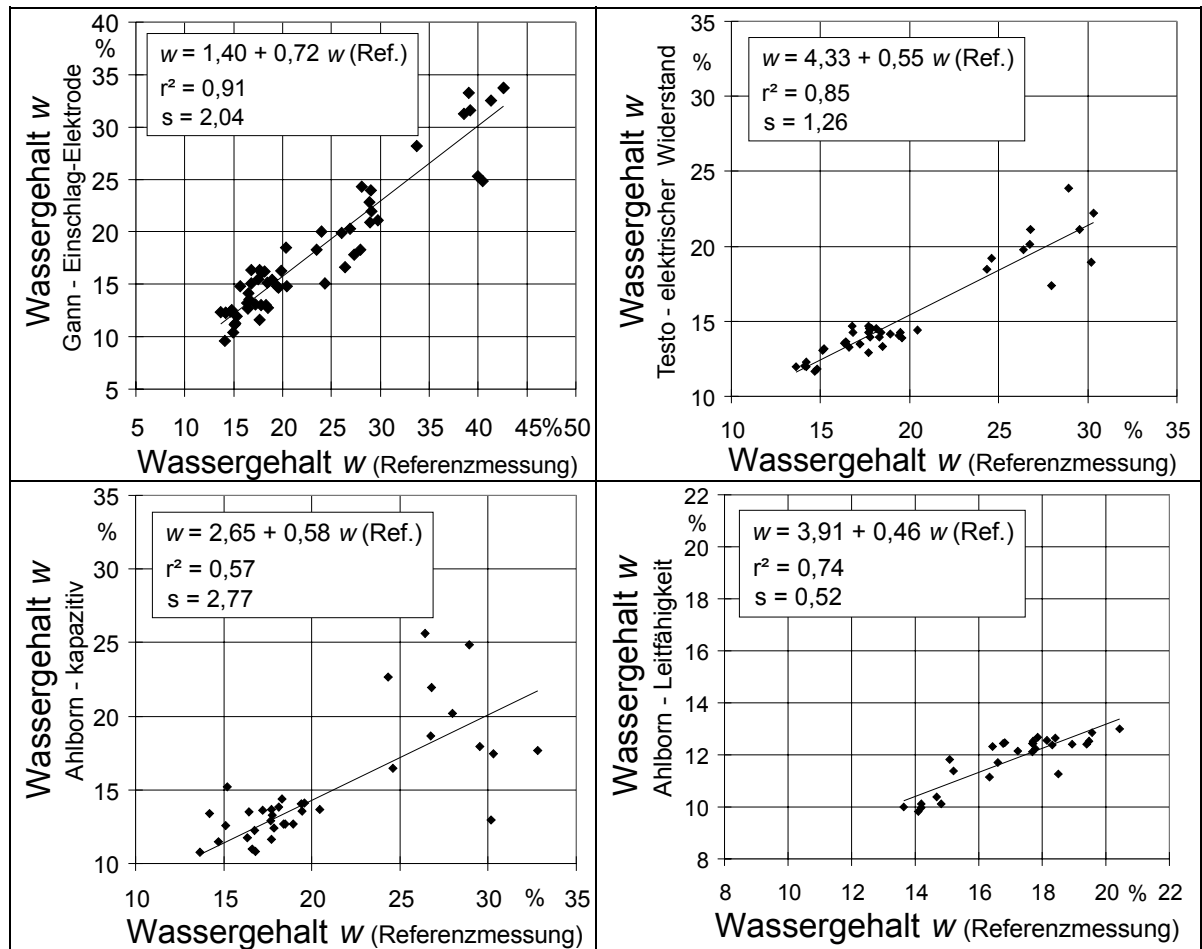 40
%
35
30
25
20
15
10
5
w = 1,40 + 0,72 w (Ref.)
r² = 0,91
s = 2,04
Wassergehalt w
Gann - Einschlag-Elektrode
5 10 15 20 25 30 35 40 45%50
Wassergehalt w (Referenzmessung)
35
%
30
25
20
15
10
w = 4,33 + 0,55 w (Ref.)
r² = 0,85
s = 1,26
Wassergehalt w
Testo - elektrischer Widerstand
10 15 20 25 30 % 35
Wassergehalt w (Referenzmessung)
35
%
30
25
20
15
10
w = 2,65 + 0,58 w (Ref.)
r² = 0,57
s = 2,77
Wassergehalt w
Ahlborn - kapazitiv
10 15 20 25 30 % 35
Wassergehalt w (Referenzmessung)
22
%
20
18
16
14
12
10
8
w = 3,91 + 0,46 w (Ref.)
r² = 0,74
s = 0,52
Wassergehalt w
Ahlborn - Leitfähigkeit
8 10 12 14 16 18 20 % 22
Wassergehalt w (Referenzmessung)